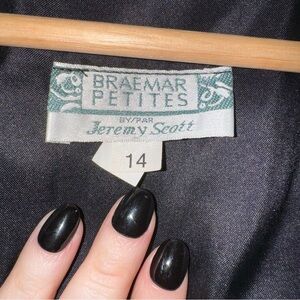 BRAEMAR
PETITES
BY/PAR
Jeremy Scott
14